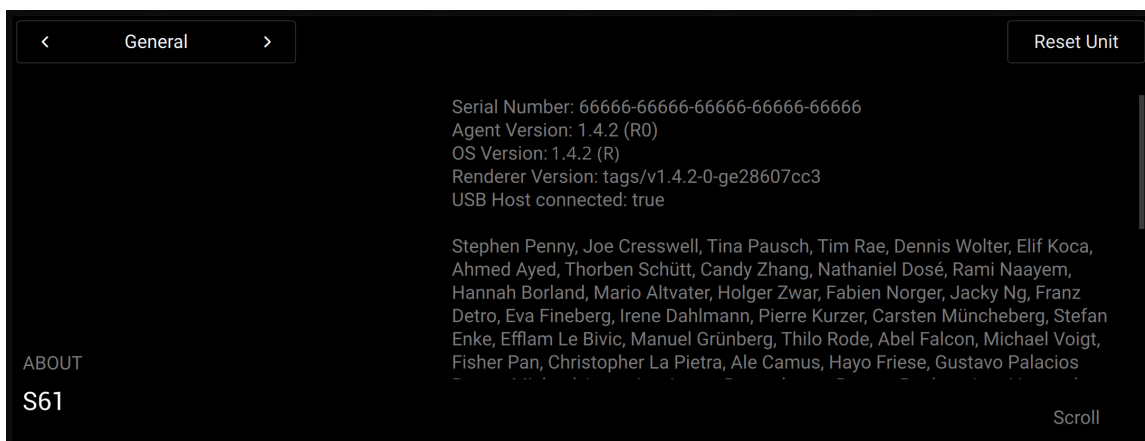 < General >
Reset Unit
Serial Number: 66666-66666-66666-66666-66666
Agent Version: 1.4.2 (R0)
OS Version: 1.4.2 (R)
Renderer Version: tags/v1.4.2-0-ge28607cc3
USB Host connected: true
Stephen Penny, Joe Cresswell, Tina Pausch, Tim Rae, Dennis Wolter, Elif Koca,
Ahmed Ayed, Thorben Schütt, Candy Zhang, Nathaniel Dosé, Rami Naayem,
Hannah Borland, Mario Altvater, Holger Zwar, Fabien Norger, Jacky Ng, Franz
Detro, Eva Fineberg, Irene Dahlmann, Pierre Kurzer, Carsten Müncheberg, Stefan
Enke, Efflam Le Bivic, Manuel Grünberg, Thilo Rode, Abel Falcon, Michael Voigt,
Fisher Pan, Christopher La Pietra, Ale Camus, Hayo Friese, Gustavo Palacios
ABOUT
S61
Scroll